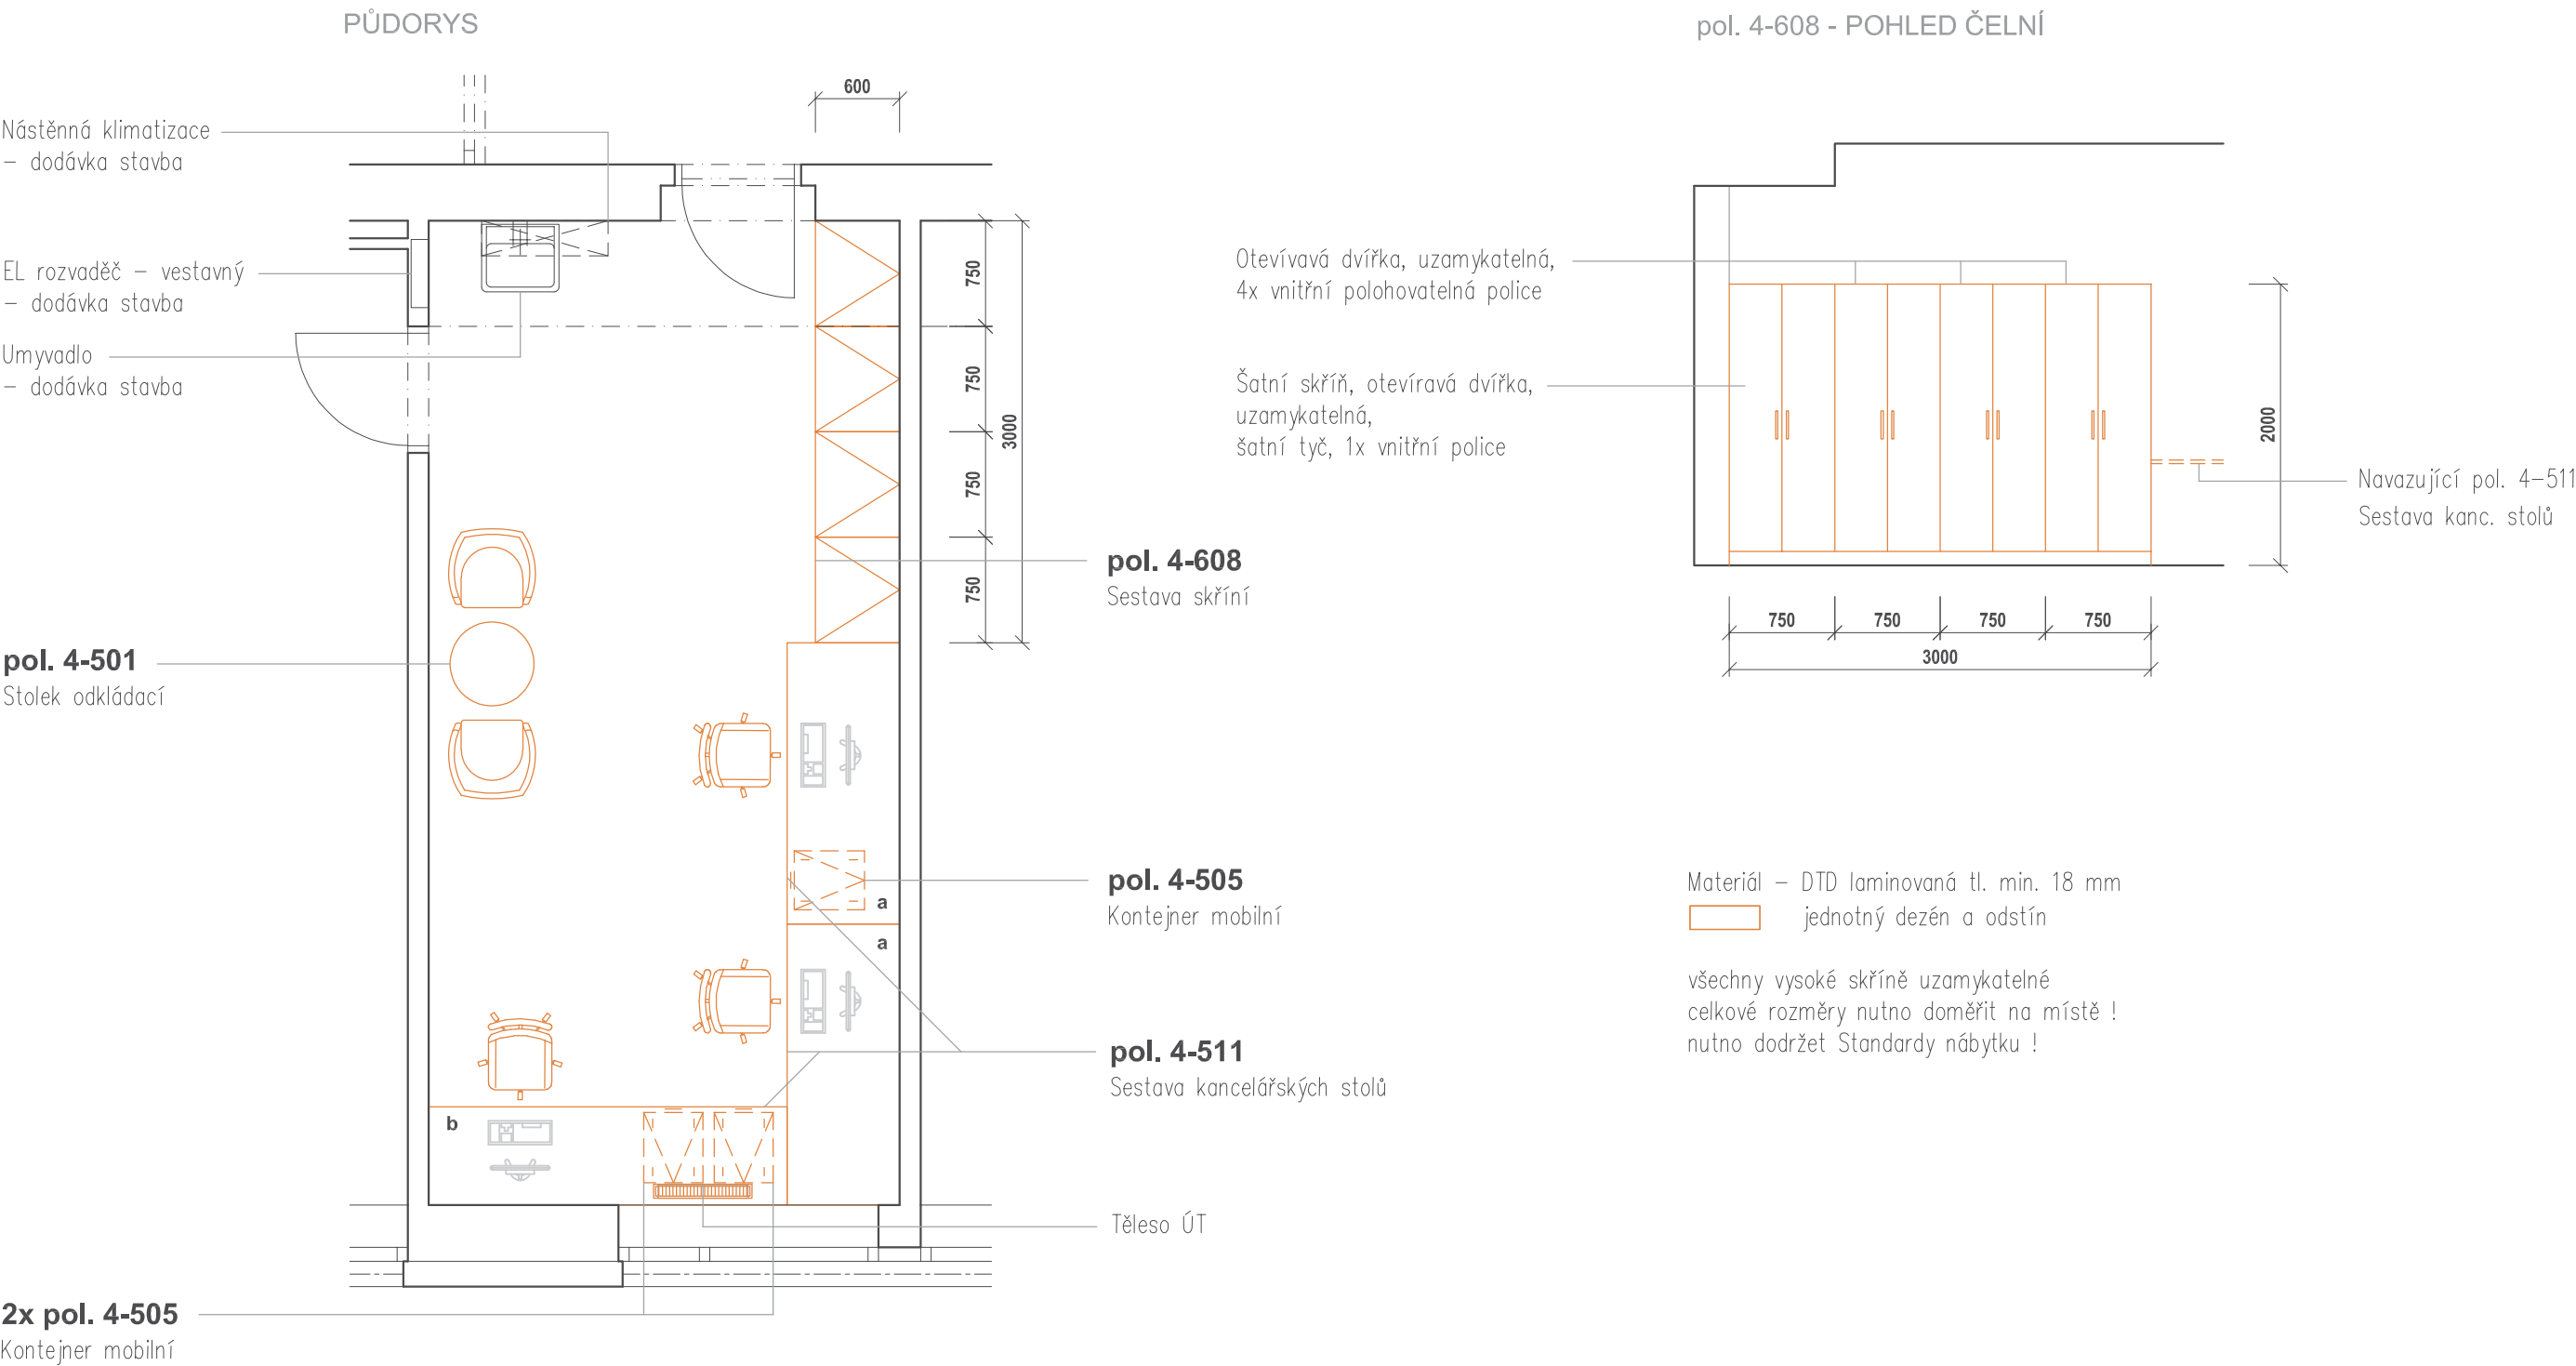 PŮDORYS
pol. 4-608 - POHLED ČELNÍ
600
Nástěnná klimatizace
– dodávka stavba
EL rozvaděč – vestavný
– dodávka stavba
Umyvadlo
– dodávka stavba
750
750
750
750
3000
pol. 4-608
Sestava skříní
pol. 4-501
Stolek odkládací
pol. 4-505
Kontejner mobilní
a
a
pol. 4-511
Sestava kancelářských stolů
b
Těleso ÚT
2x pol. 4-505
Kontejner mobilní
Otevívavá dvířka, uzamykatelná,
4x vnitřní polohovatelná police
Šatní skříň, otevíravá dvířka,
uzamykatelná,
šatní tyč, 1x vnitřní police
2000
Navazující pol. 4–511
Sestava kanc. stolů
750
750
750
750
3000
Materiál – DTD laminovaná tl. min. 18 mm
jednotný dezén a odstín
všechny vysoké skříně uzamykatelné
celkové rozměry nutno doměřit na místě !
nutno dodržet Standardy nábytku !